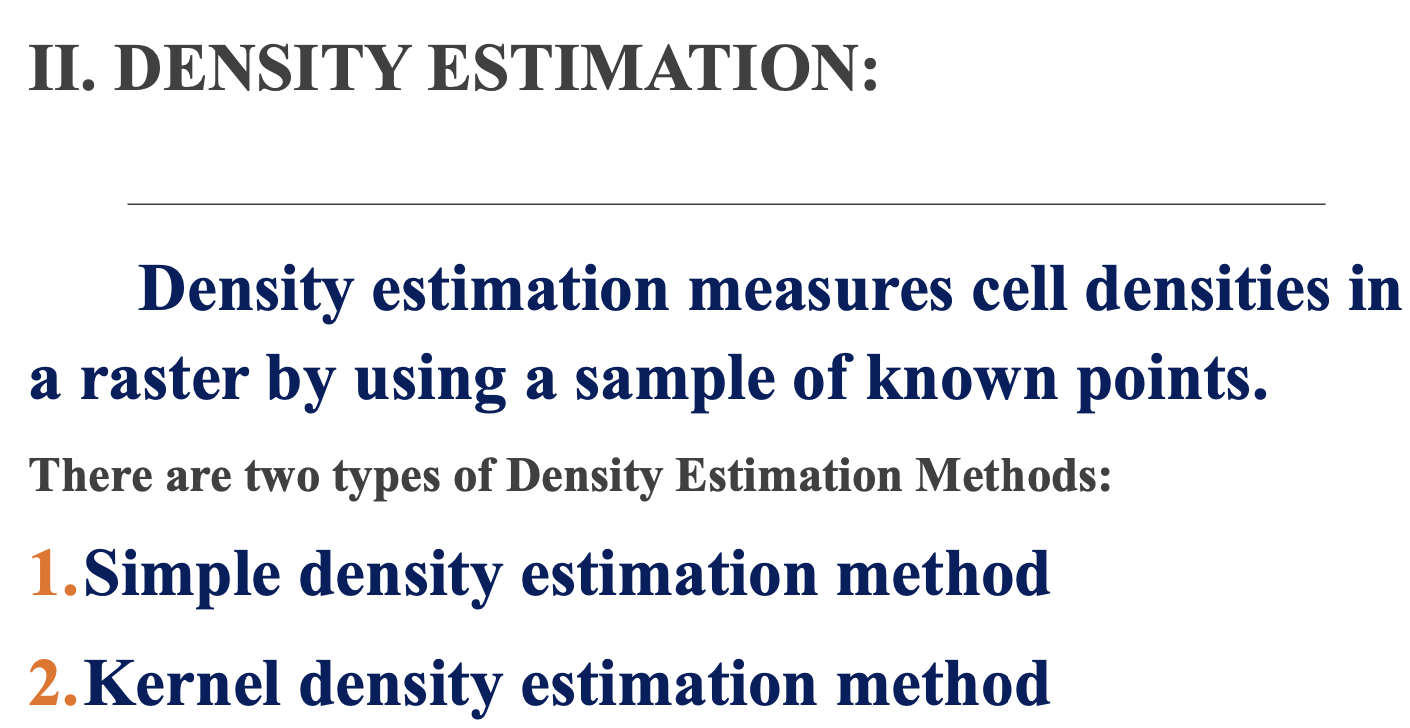 II. DENSITY ESTIMATION:
Density estimation measures cell densities in
a raster by using a sample of known points.
There are two types of Density Estimation Methods:
1.Simple density estimation method
2.Kernel density estimation method